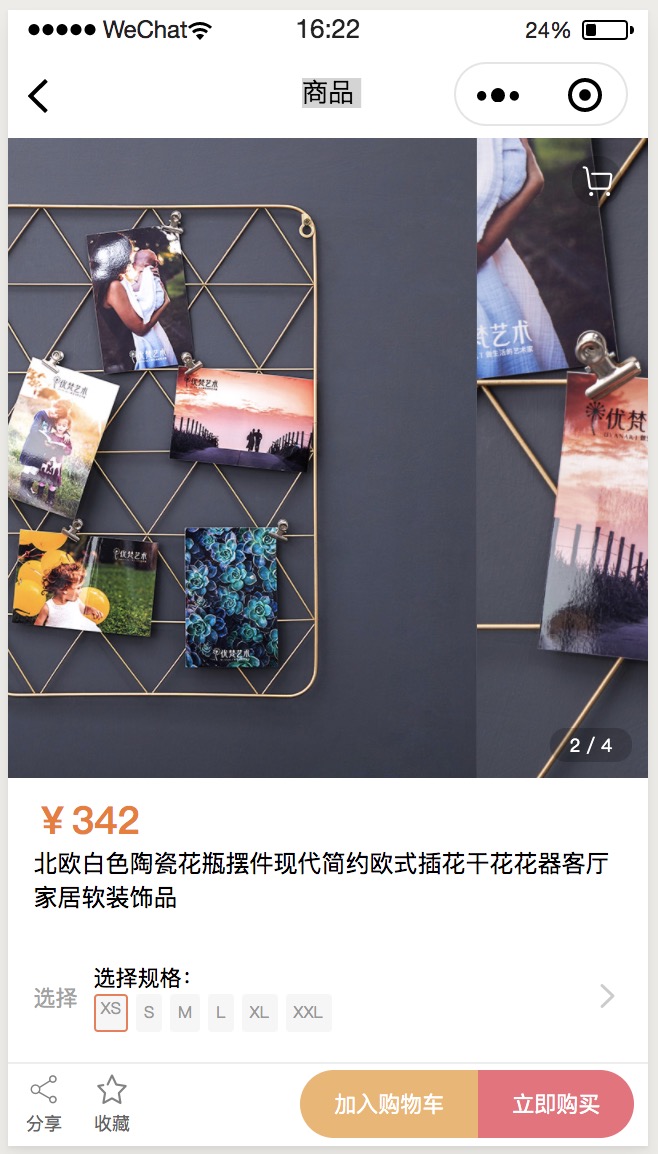 WeChat 16:22 24%
商品
优梵艺术
梵艺术
优梵艺术
优梵艺术
优梵
优梵艺术
优梵艺术
2 / 4
￥342
北欧白色陶瓷花瓶摆件现代简约欧式插花干花花器客厅
家居软装饰品
选择规格：
选择
XS S M L XL XXL
分享 收藏 加入购物车 立即购买